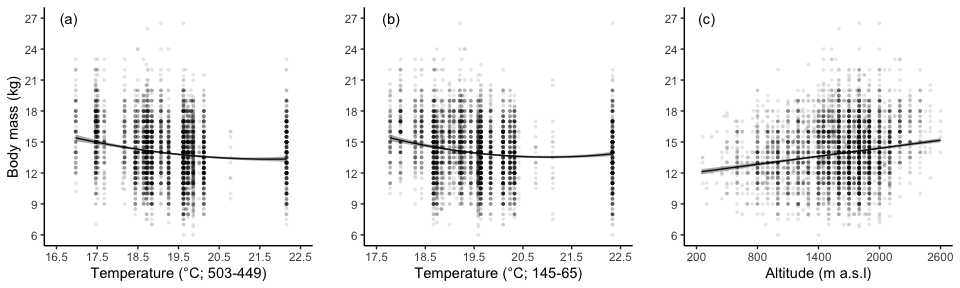 (a)
(b)
(c)
Body mass (kg)
27
24
21
18
15
12
9
6
16.5 17.5 18.5 19.5 20.5 21.5 22.5
Temperature (°C; 503-449)
27
24
21
18
15
12
9
6
17.5 18.5 19.5 20.5 21.5 22.5
Temperature (°C; 145-65)
27
24
21
18
15
12
9
6
200 800 1400 2000 2600
Altitude (m a.s.l)